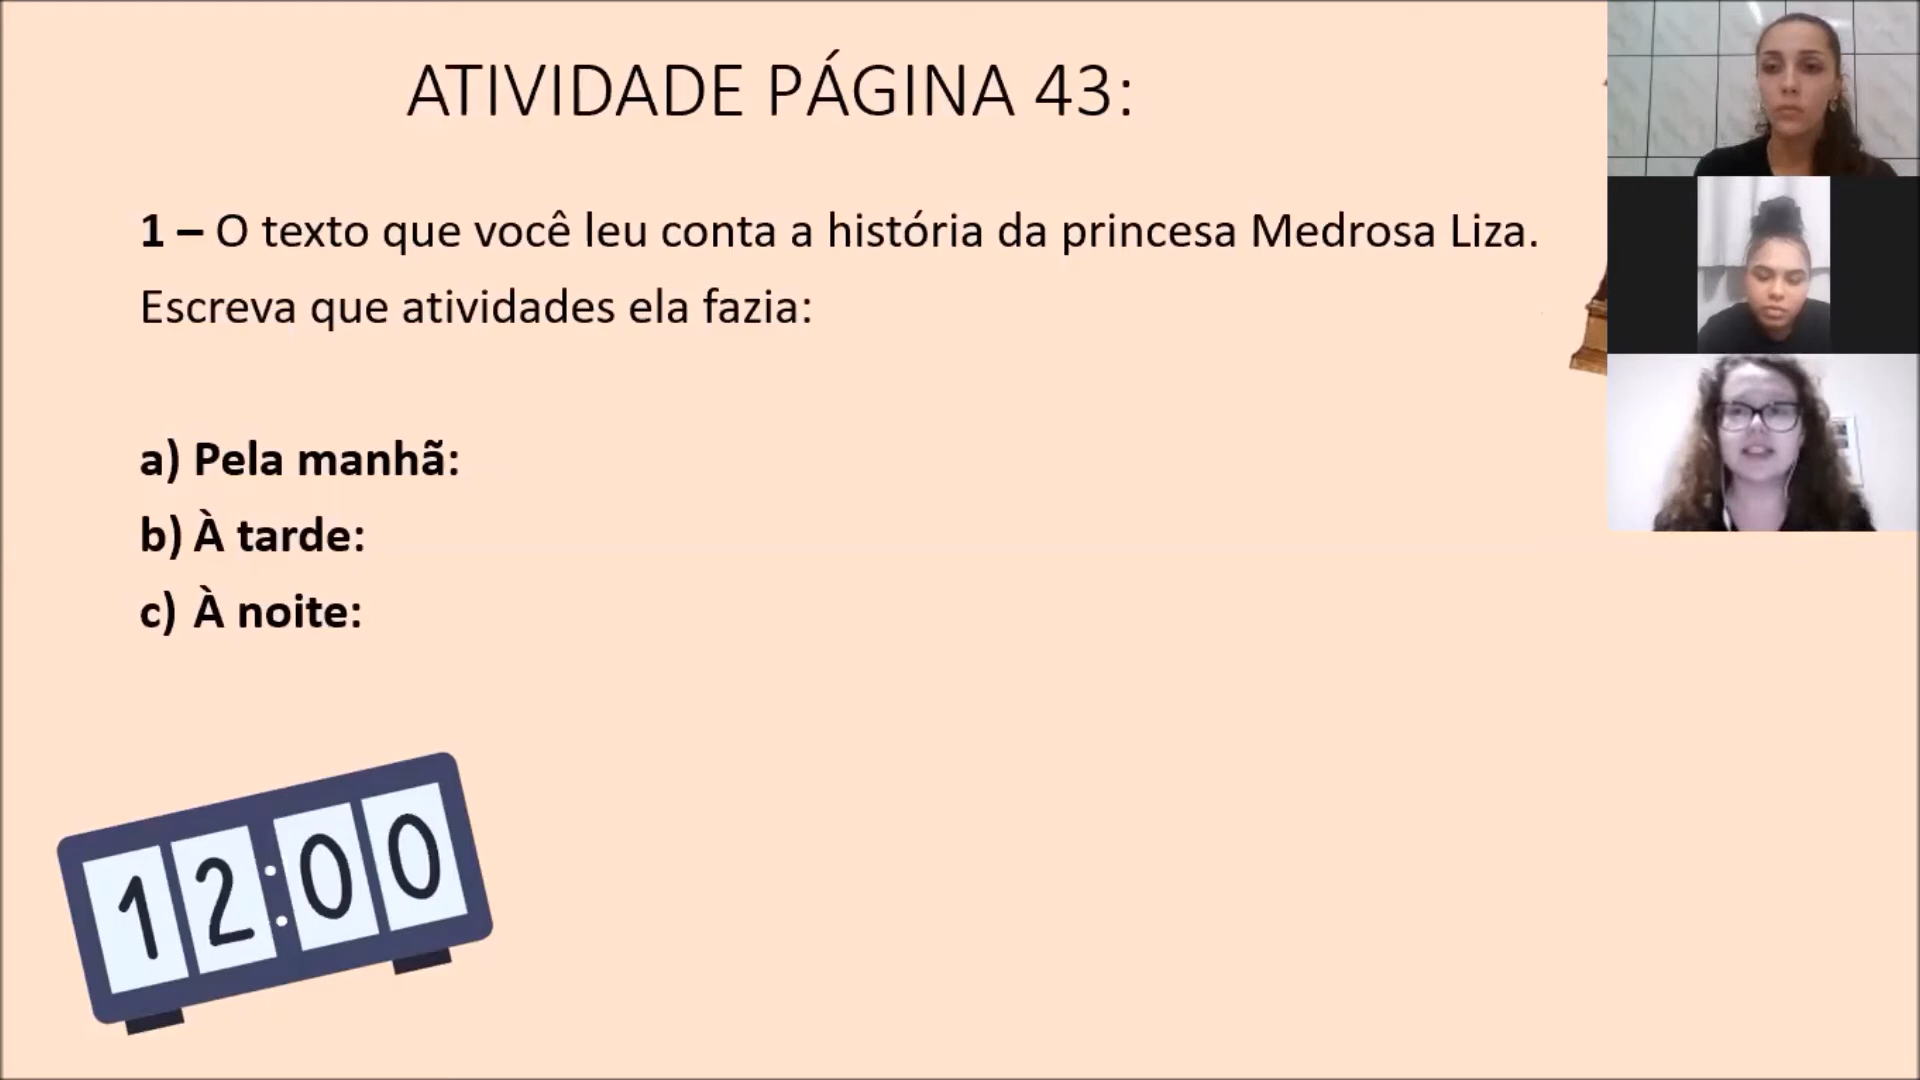 ATIVIDADE PÁGINA 43:
1 – O texto que você leu conta a história da princesa Medrosa Liza.
Escreva que atividades ela fazia:
a) Pela manhã:
b) À tarde:
c) À noite:
12:00